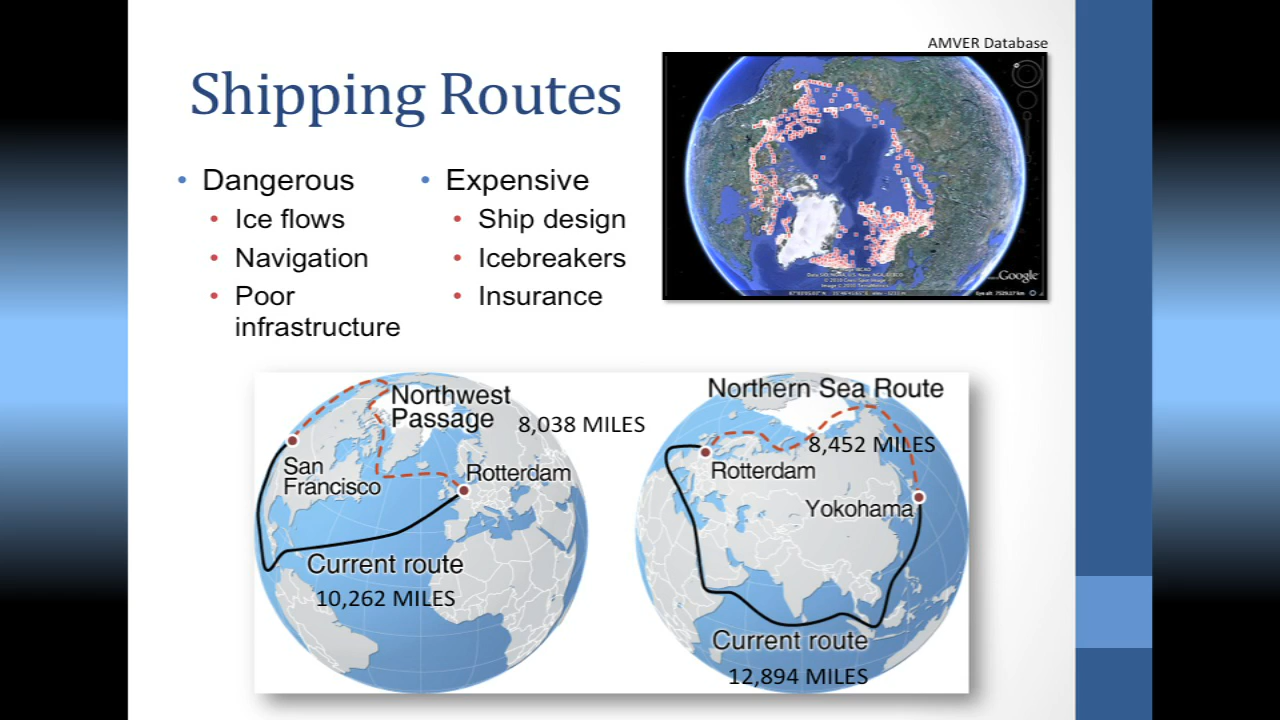 AMVER Database
Shipping Routes
• Dangerous
• Ice flows
• Navigation
• Poor
infrastructure
• Expensive
• Ship design
• Icebreakers
• Insurance
Google
Northwest
Passage
8,038 MILES
San
Francisco
Rotterdam
Current route
10,262 MILES
Northern Sea Route
8,452 MILES
Rotterdam
Yokohama
Current route
12,894 MILES